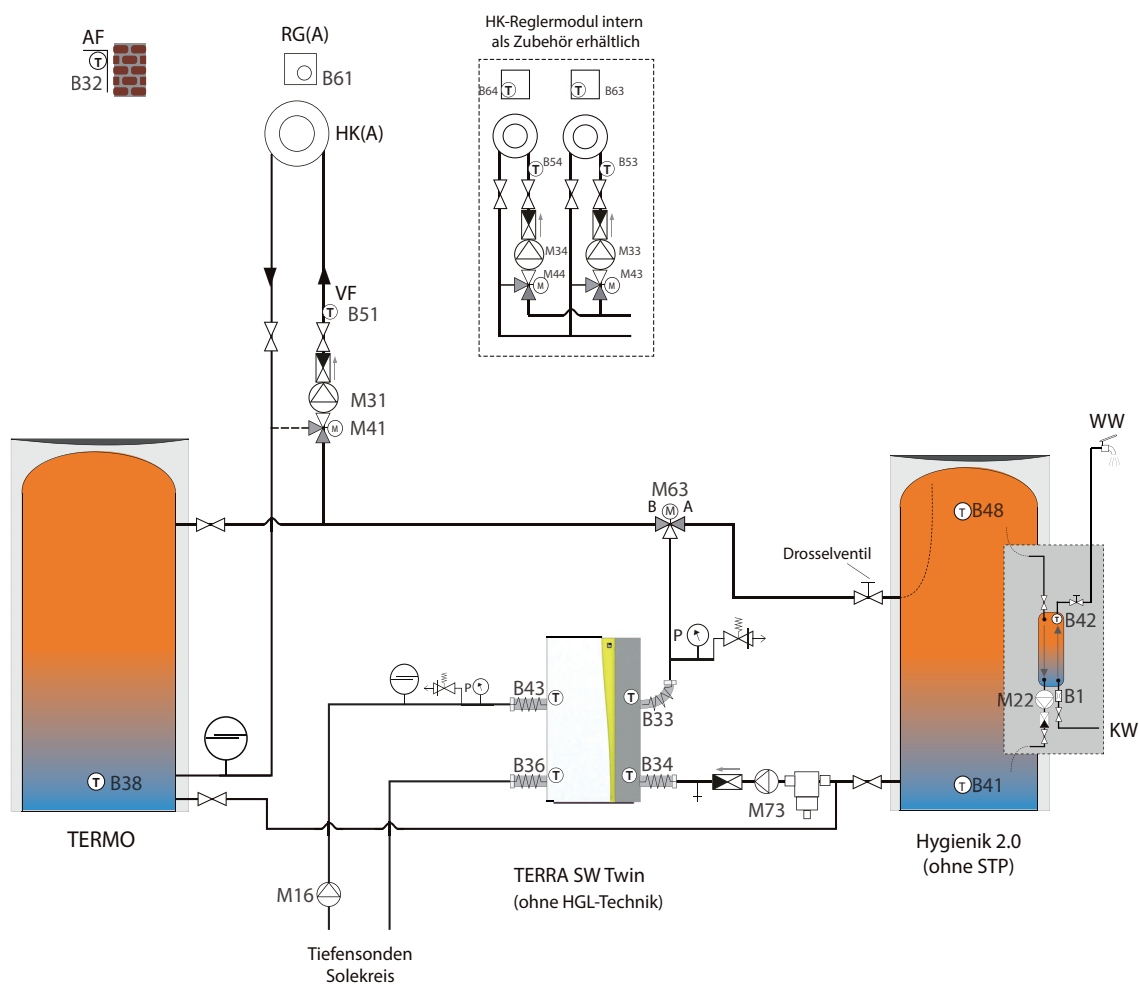 HK-Reglermodul intern
als Zubehör erhältlich
AF
T
B32
RG(A)
B61
HK(A)
B64
T
T
B63
T
B54
T
B53
M34
M33
M44
M
M43
M
VF
T
B51
M31
M41
M
WW
M63
B
M
A
T
B48
Drosselventil
T
B42
P
P
B43
T
T
B33
M22
B1
KW
T
B38
B36
T
T
B34
M73
T
B41
TERMO
Hygienik 2.0
(ohne STP)
TERRA SW Twin
(ohne HGL-Technik)
M16
Tiefensonden
Solekreis